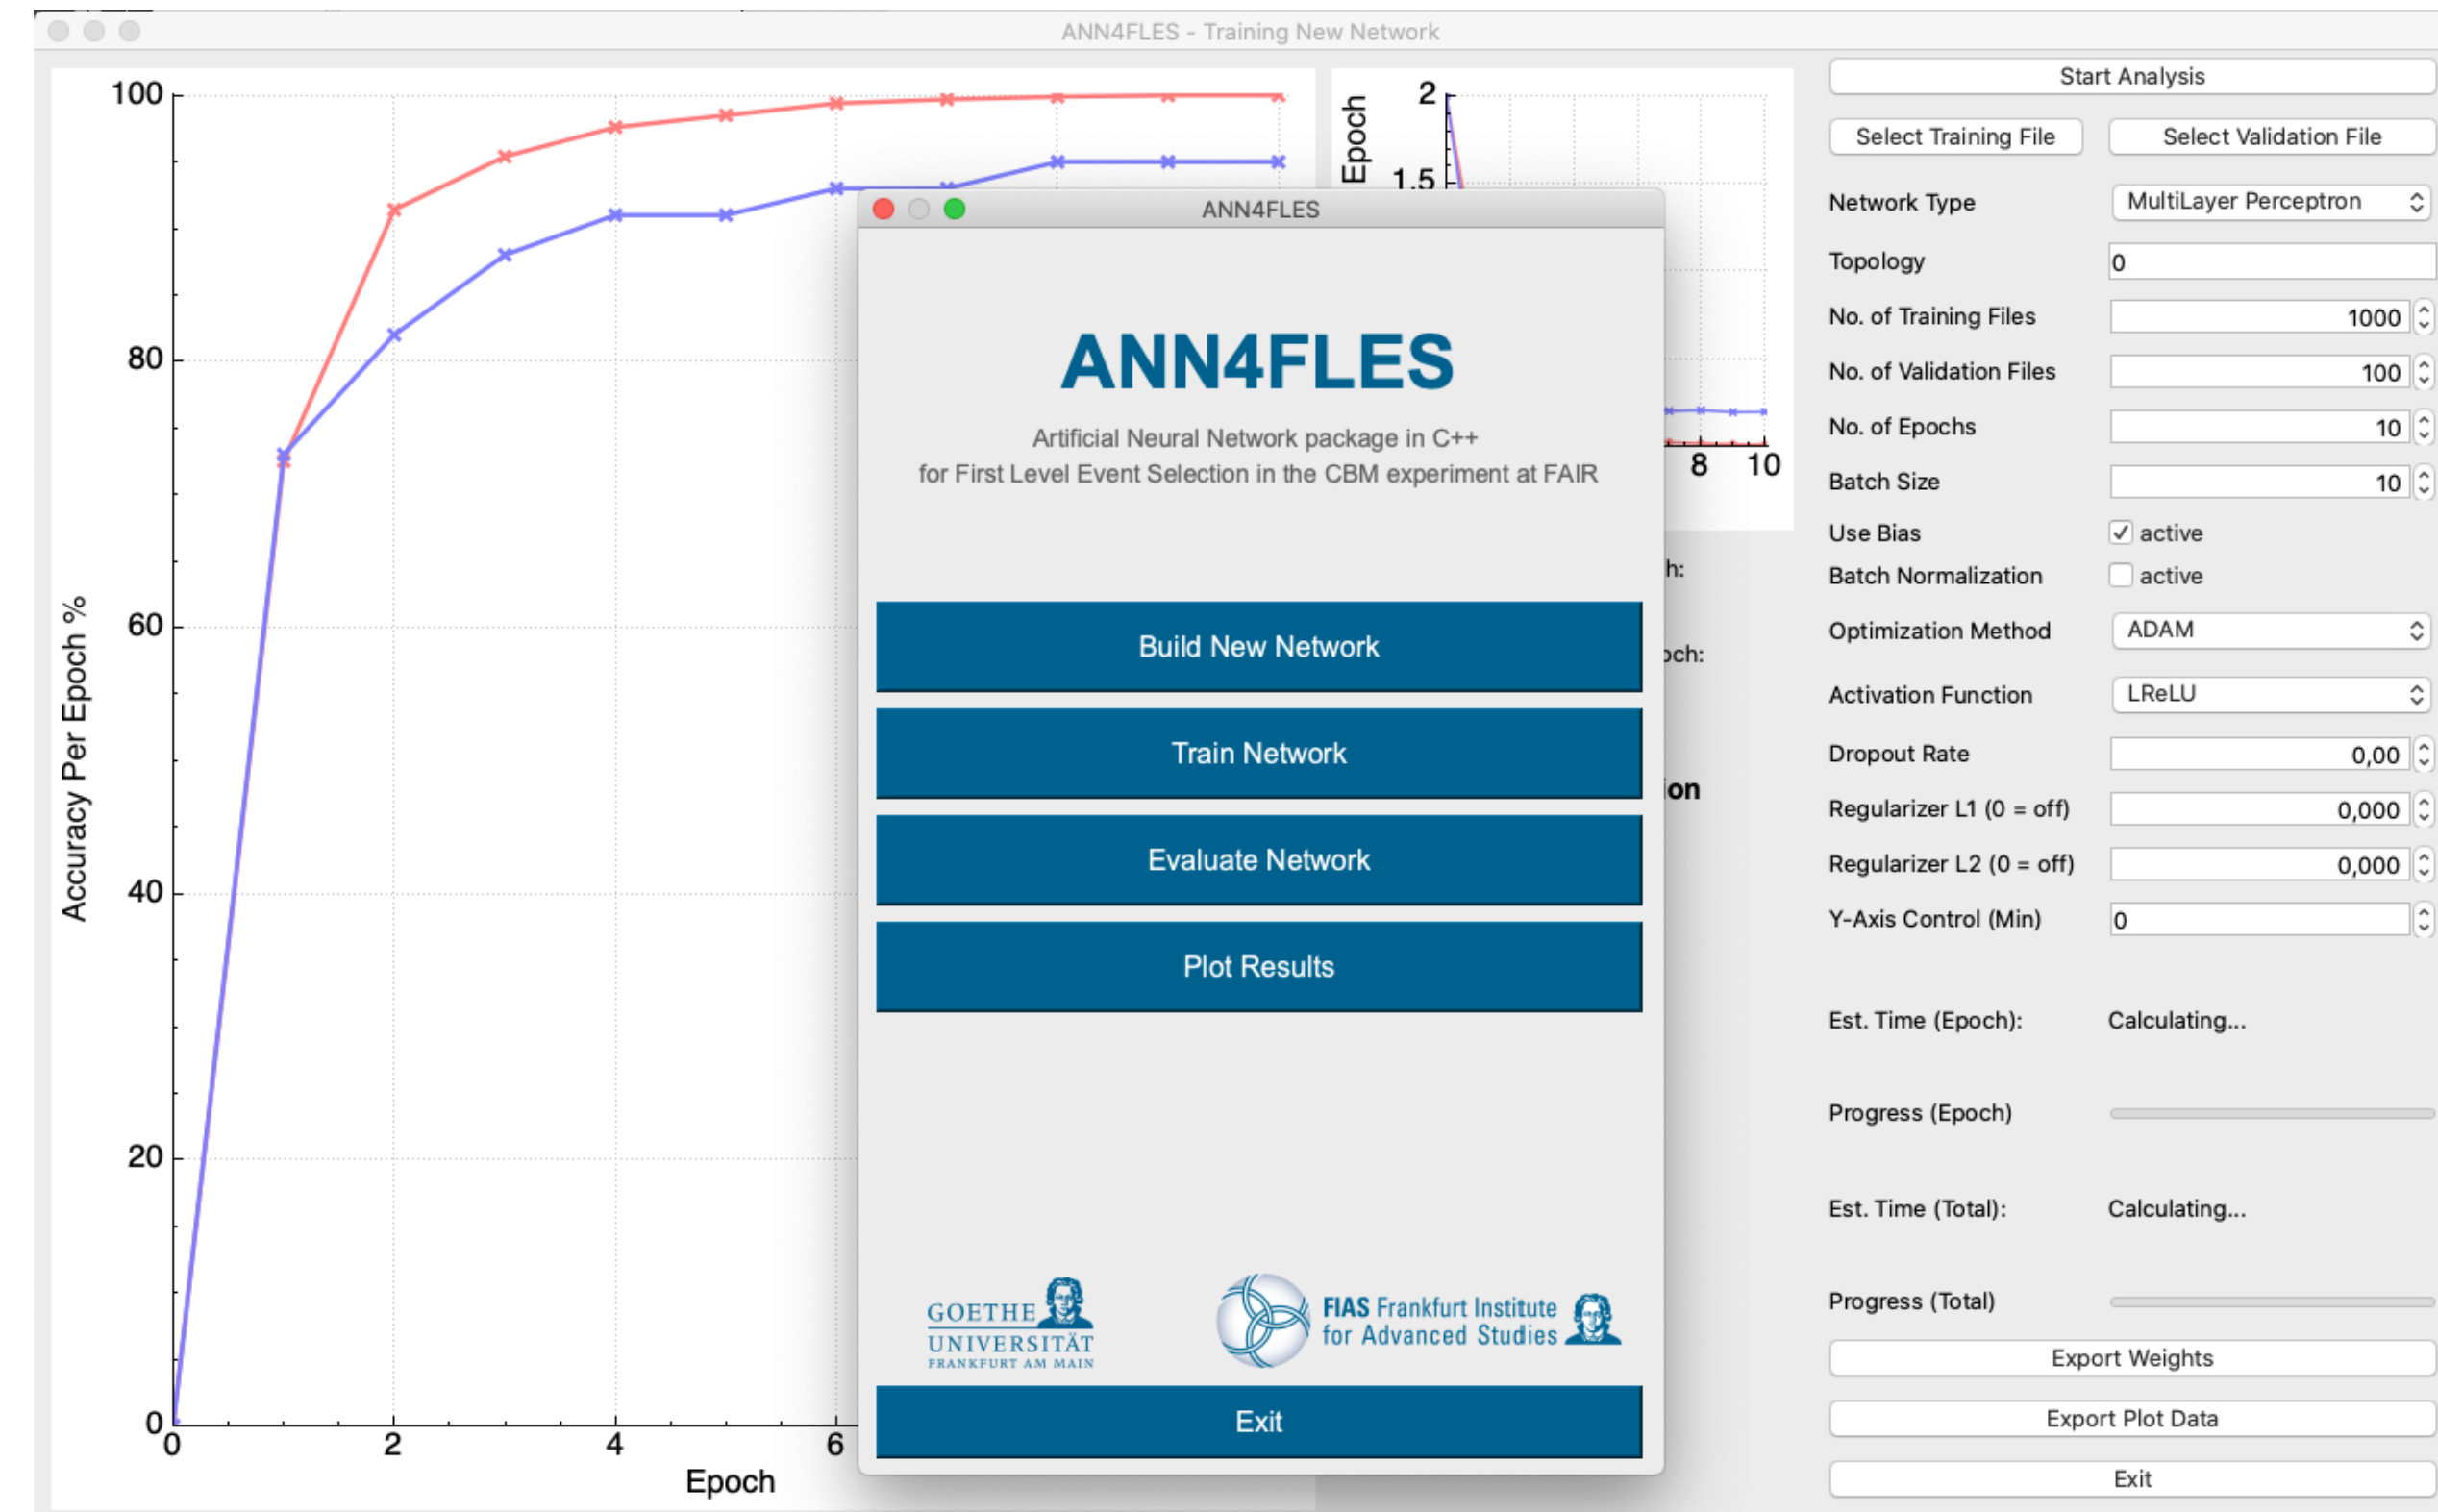 ANN4FLES - Training New Network
100
80
60
40
20
0
0
2
4
6
Accuracy Per Epoch %
Epoch
Epoch
2
1.5
8
10
h:
och:
ion
ANN4FLES
ANN4FLES
Artificial Neural Network package in C++
for First Level Event Selection in the CBM experiment at FAIR
Build New Network
Train Network
Evaluate Network
Plot Results
GOETHE
UNIVERSITÄT
FRANKFURT AM MAIN
FIAS Frankfurt Institute
for Advanced Studies
Exit
Start Analysis
Select Training File Select Validation File
Network Type MultiLayer Perceptron
Topology 0
No. of Training Files 1000
No. of Validation Files 100
No. of Epochs 10
Batch Size 10
Use Bias active
Batch Normalization active
Optimization Method ADAM
Activation Function LReLU
Dropout Rate 0,00
Regularizer L1 (0 = off) 0,000
Regularizer L2 (0 = off) 0,000
Y-Axis Control (Min) 0
Est. Time (Epoch): Calculating...
Progress (Epoch)
Est. Time (Total): Calculating...
Progress (Total)
Export Weights
Export Plot Data
Exit